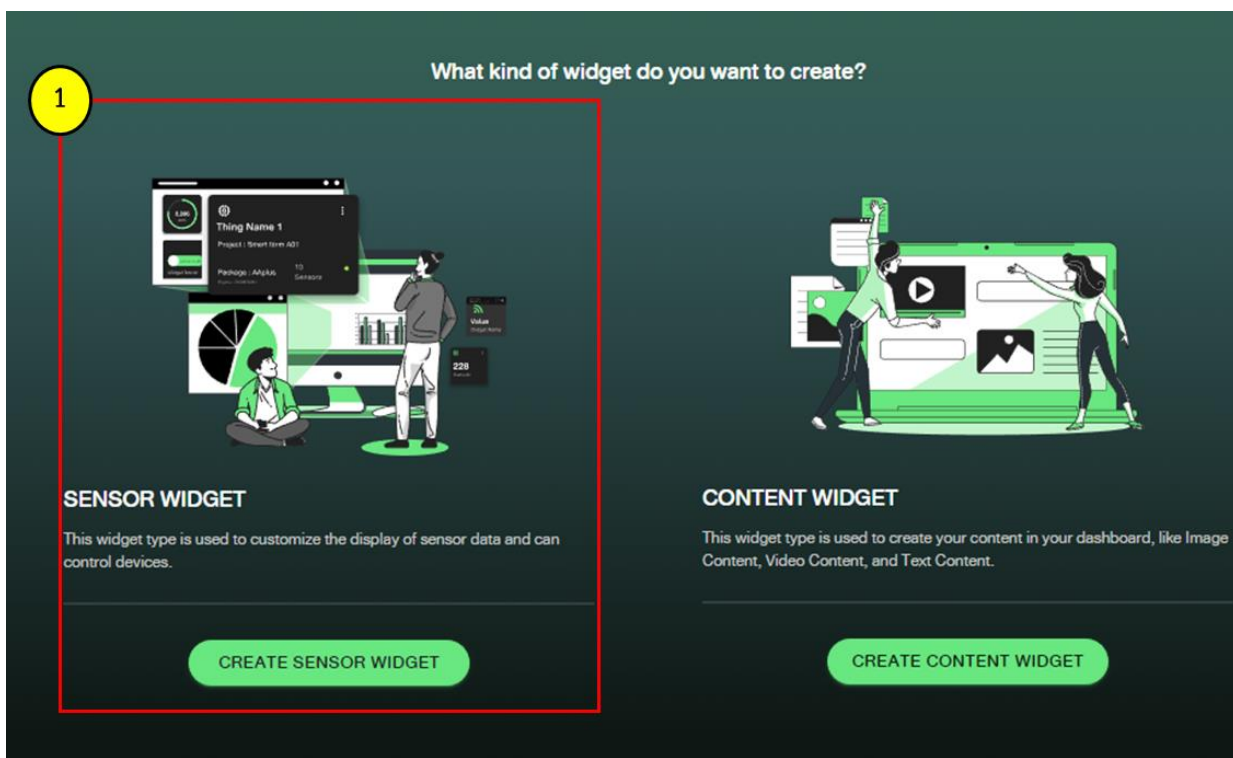 What kind of widget do you want to create?
1
Thing Name 1
Project : Smart farm A01
Package : AAplus
10
Sensors
Value
Widget Name
228
SENSOR WIDGET
This widget type is used to customize the display of sensor data and can
control devices.
CREATE SENSOR WIDGET
CONTENT WIDGET
This widget type is used to create your content in your dashboard, like Image
Content, Video Content, and Text Content.
CREATE CONTENT WIDGET